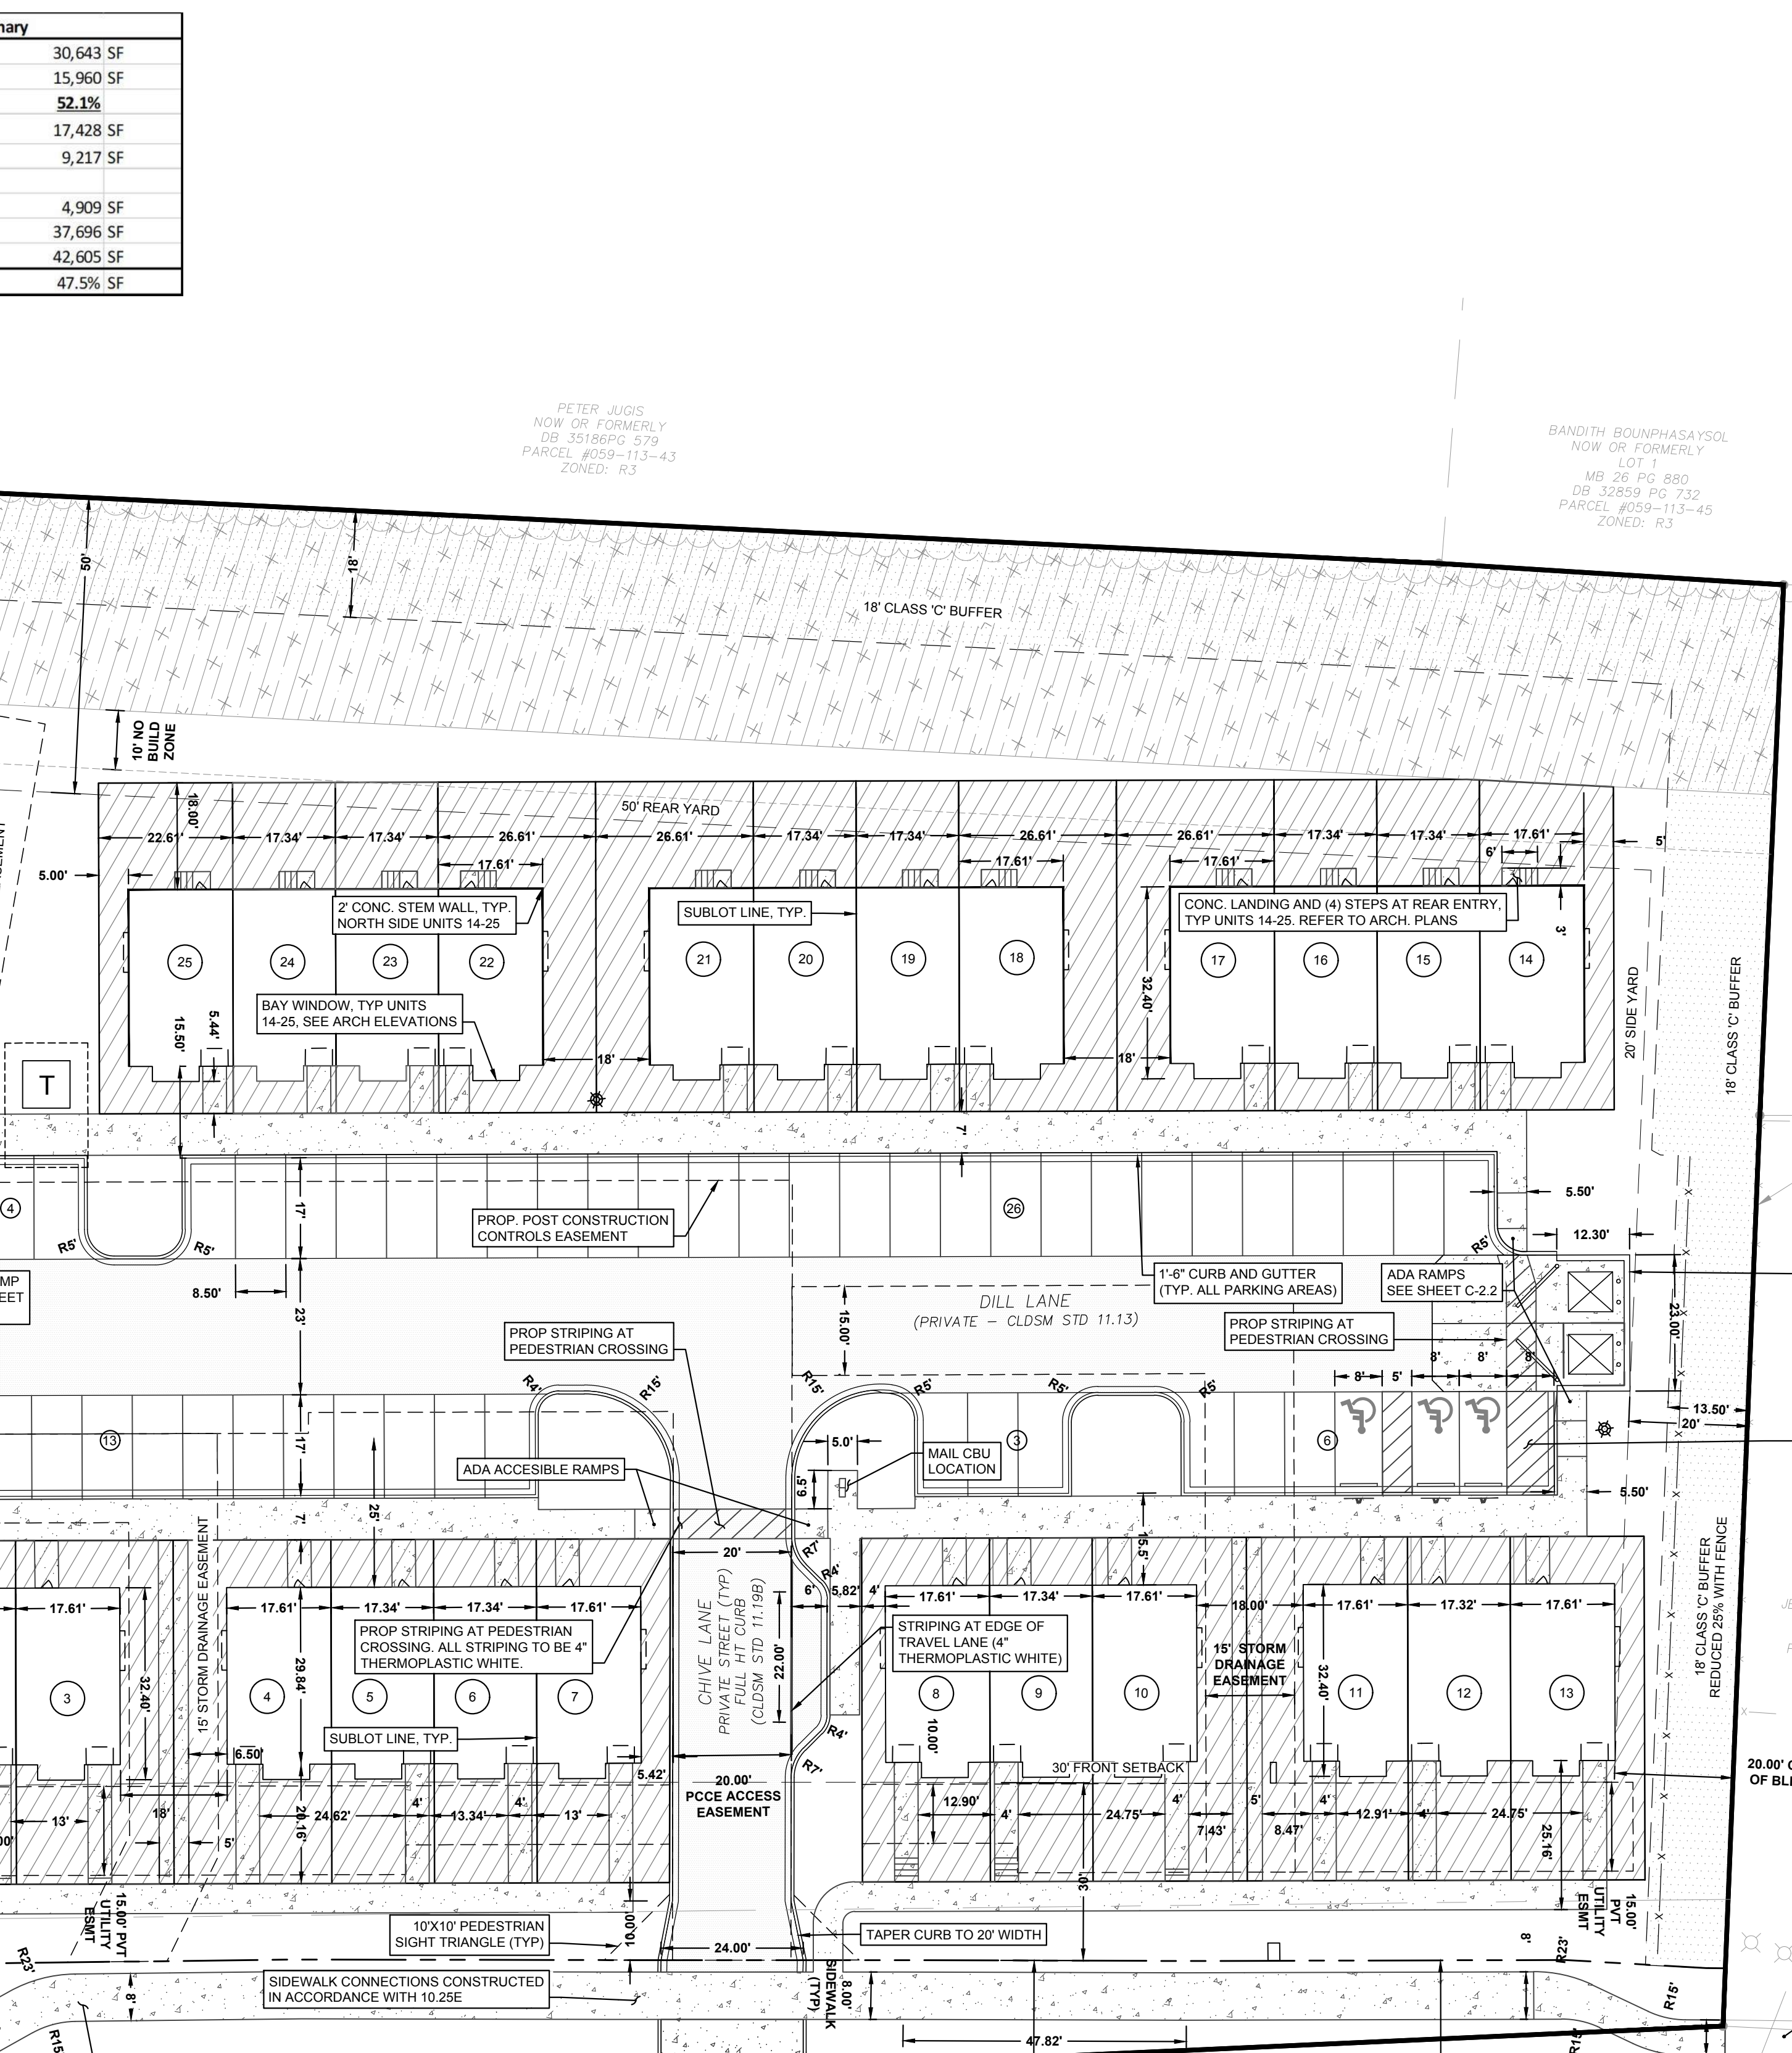 nary
30,643 SF
15,960 SF
52.1%
17,428 SF
9,217 SF
4,909 SF
37,696 SF
42,605 SF
47.5% SF
PETER JUGIS
NOW OR FORMERLY
DB 35186PG 579
PARCEL #059-113-43
ZONED: R3
BANDITH BOUNPHASAYSOL
NOW OR FORMERLY
LOT 1
MB 26 PG 880
DB 32859 PG 732
PARCEL #059-113-45
ZONED: R3
50'
18'
18' CLASS 'C' BUFFER
10' NO
BUILD
ZONE
18.00'
50' REAR YARD
22.61'
17.34'
17.34'
26.61'
26.61'
17.34'
17.34'
26.61'
26.61'
17.34'
17.34'
17.61'
5'
5.00'
17.61'
17.61'
17.61'
6'
2' CONC. STEM WALL, TYP.
NORTH SIDE UNITS 14-25
SUBLOT LINE, TYP.
CONC. LANDING AND (4) STEPS AT REAR ENTRY,
TYP UNITS 14-25. REFER TO ARCH. PLANS
3'
25
24
23
22
21
20
19
18
17
16
15
14
32.40'
BAY WINDOW, TYP UNITS
14-25, SEE ARCH ELEVATIONS
15.50'
5.44'
18'
18'
20' SIDE YARD
18' CLASS 'C' BUFFER
T
7'
4
17'
R5'
R5'
PROP. POST CONSTRUCTION
CONTROLS EASEMENT
26
5.50'
12.30'
R5'
MP
EET
8.50'
23'
15.00'
DILL LANE
(PRIVATE - CLDSM STD 11.13)
1'-6" CURB AND GUTTER
(TYP. ALL PARKING AREAS)
ADA RAMPS
SEE SHEET C-2.2
23.00'
PROP STRIPING AT
PEDESTRIAN CROSSING
PROP STRIPING AT
PEDESTRIAN CROSSING
8'
8'
8'
8'
5'
R4'
R15'
R15'
R5'
R5'
R5'
13.50'
20'
13
17'
5.0'
3
6
MAIL CBU
LOCATION
ADA ACCESIBLE RAMPS
6.5'
5.50'
25'
7'
15' STORM DRAINAGE EASEMENT
20'
R7'
R4'
15.5'
6'
5.82'
4'
17.61'
17.61'
17.34'
17.34'
17.61'
17.61'
17.34'
17.61'
18.00'
17.61'
17.32'
17.61'
CHIVE LANE
PRIVATE STREET (TYP)
FULL HT CURB
(CLDSM STD 11.19B)
22.00'
PROP STRIPING AT PEDESTRIAN
CROSSING. ALL STRIPING TO BE 4"
THERMOPLASTIC WHITE.
STRIPING AT EDGE OF
TRAVEL LANE (4"
THERMOPLASTIC WHITE)
15' STORM
DRAINAGE
EASEMENT
18' CLASS 'C' BUFFER
REDUCED 25% WITH FENCE
32.40'
29.84'
32.40'
3
4
5
6
7
8
9
10
11
12
13
SUBLOT LINE, TYP.
10.00'
R4'
R7'
6.50'
5.42'
30' FRONT SETBACK
20.00'
PCCE ACCESS
EASEMENT
20.00'
OF BL
18'
13'
24.62'
4'
13.34'
4'
13'
20.16'
5'
12.90'
4'
24.75'
4'
7.43'
5'
8.47'
4'
12.91'
4'
24.75'
25.16'
15.00' PVT
UTILITY
ESMT
15.00'
PVT
UTILITY
ESMT
30'
10'X10' PEDESTRIAN
SIGHT TRIANGLE (TYP)
10.00'
24.00'
TAPER CURB TO 20' WIDTH
8'
R23'
R23'
SIDEWALK CONNECTIONS CONSTRUCTED
IN ACCORDANCE WITH 10.25E
8'
8.00'
SIDEWALK
(TYP)
R15'
R15'
47.82'
R15'